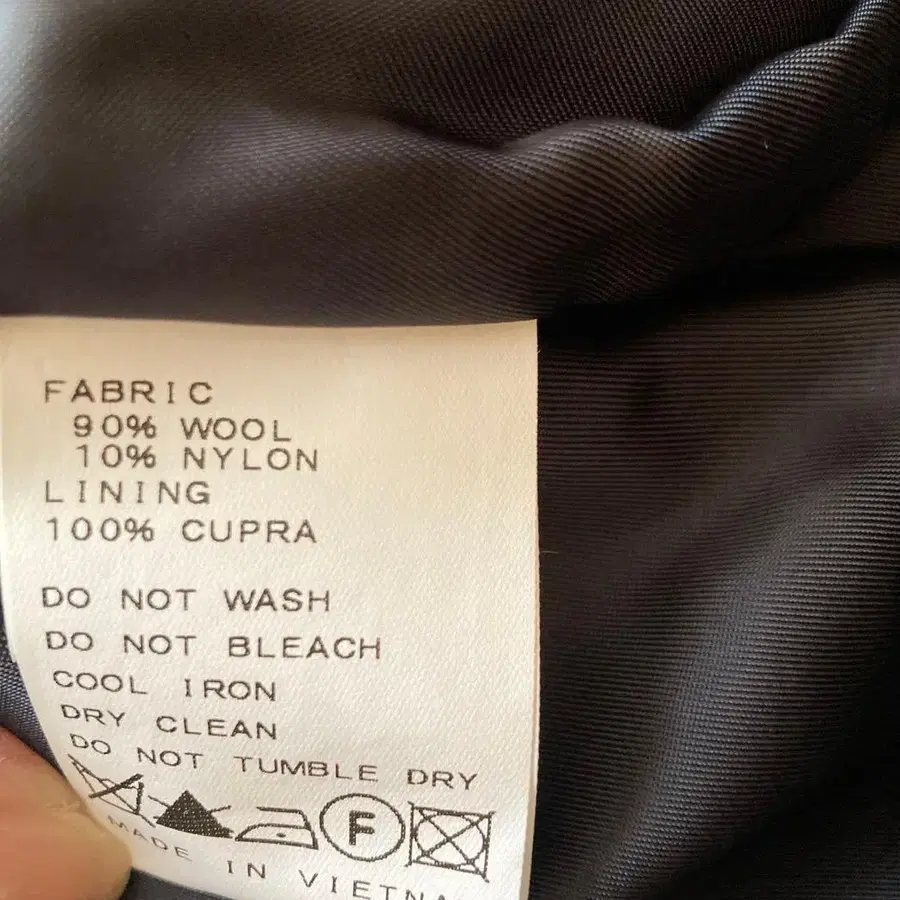 FABRIC
90% WOOL
10% NYLON
LINING
100% CUPRA
DO NOT WASH
DO NOT BLEACH
COOL IRON
DRY CLEAN
DO NOT TUMBLE DRY
F
MADE IN VIETNA